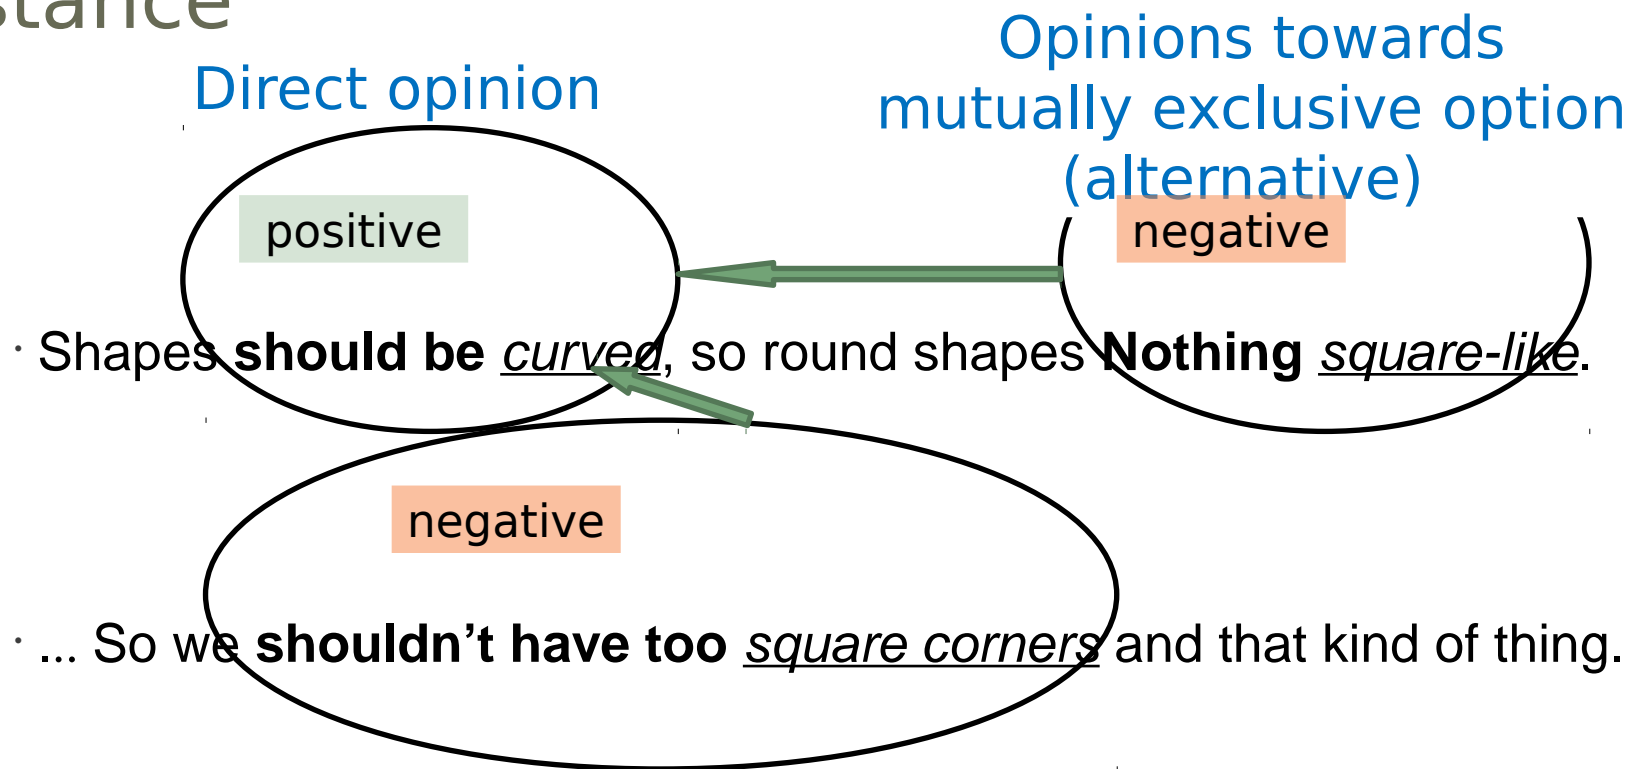 stance
Direct opinion
Opinions towards
mutually exclusive option
(alternative)
positive
negative
· Shapes should be curved, so round shapes Nothing square-like.
negative
· ... So we shouldn’t have too square corners and that kind of thing.